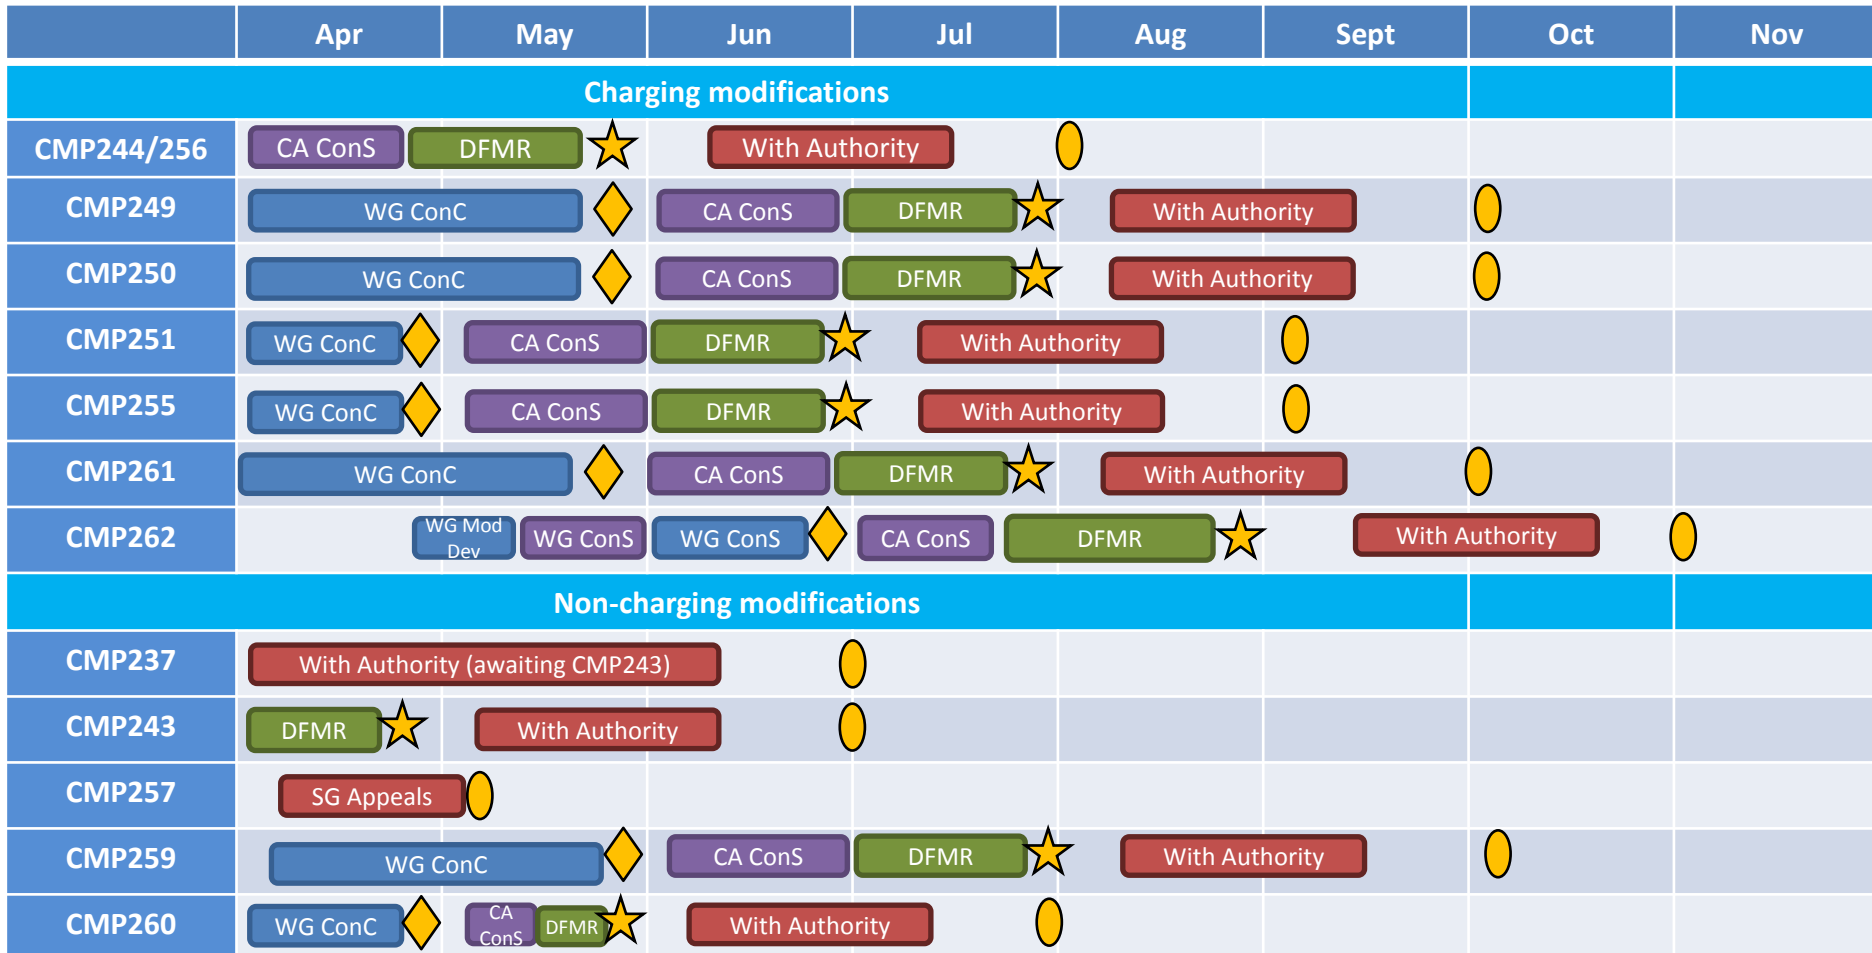 Apr May Jun Jul Aug Sept Oct Nov
Charging modifications
CMP244/256 CA ConS DFMR With Authority
CMP249 WG ConC CA ConS DFMR With Authority
CMP250 WG ConC CA ConS DFMR With Authority
CMP251 WG ConC CA ConS DFMR With Authority
CMP255 WG ConC CA ConS DFMR With Authority
CMP261 WG ConC CA ConS DFMR With Authority
CMP262 WG Mod Dev WG ConS WG ConS CA ConS DFMR With Authority
Non-charging modifications
CMP237 With Authority (awaiting CMP243)
CMP243 DFMR With Authority
CMP257 SG Appeals
CMP259 WG ConC CA ConS DFMR With Authority
CMP260 WG ConC CA ConS DFMR With Authority